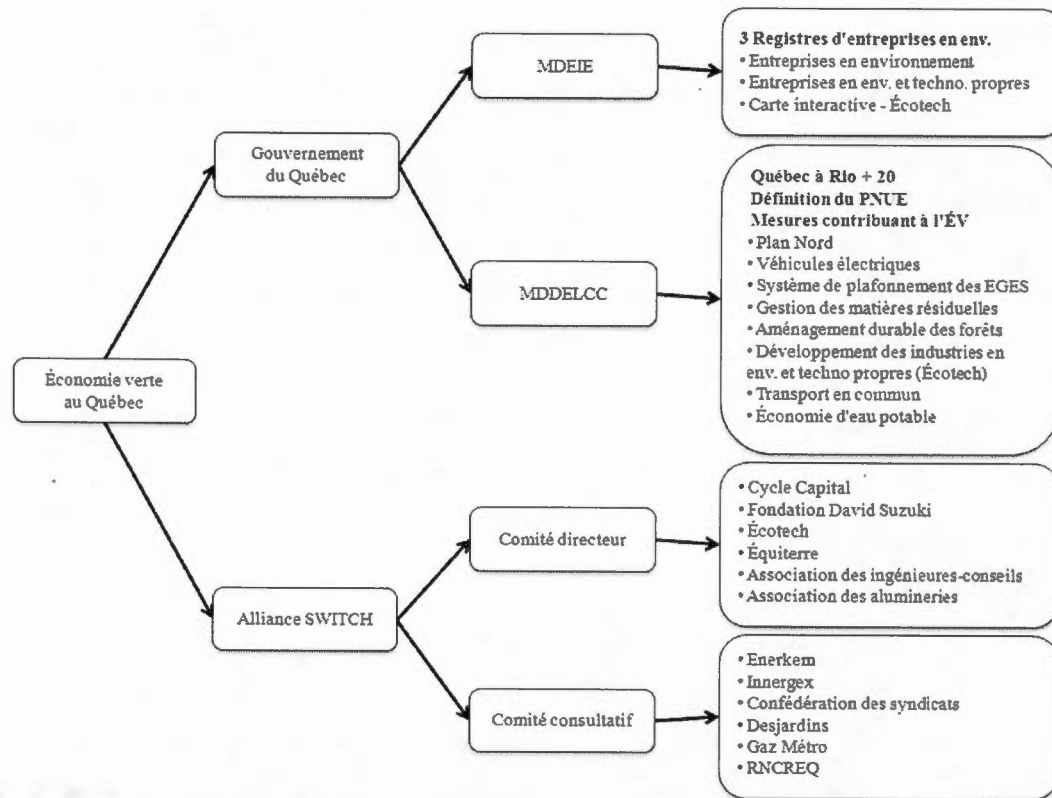 MDEIE
3 Registres d'entreprises en env.
• Entreprises en environnement
• Entreprises en env. et techno. propres
• Carte interactive - Écotech
Gouvernement
du Québec
MDDELCC
Québec à Rio + 20
Définition du PNUE
Mesures contribuant à l'ÉV
• Plan Nord
• Véhicules électriques
• Système de plafonnement des EGES
• Gestion des matières résiduelles
• Aménagement durable des forêts
• Développement des industries en
env. et techno propres (Écotech)
• Transport en commun
• Économie d'eau potable
Économie verte
au Québec
Alliance SWITCH
Comité directeur
• Cycle Capital
• Fondation David Suzuki
• Écotech
• Équiterre
• Association des ingénieures-conseils
• Association des alumineries
Comité consultatif
• Enerkem
• Innergex
• Confédération des syndicats
• Desjardins
• Gaz Métro
• RNCREQ